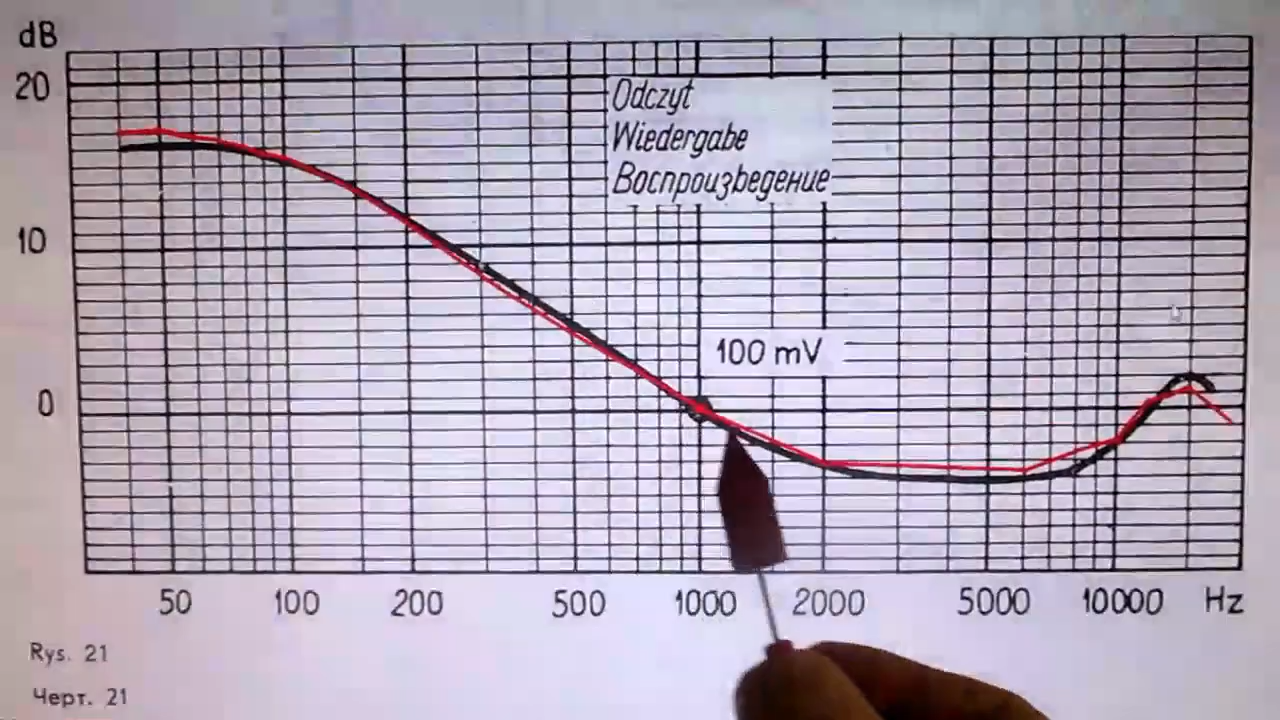 dB
20
Odczyt
Wiedergabe
Воспроизведение
10
100 mV
0
50 100 200 500 1000 2000 5000 10000 Hz
Rys. 21
Черт. 21